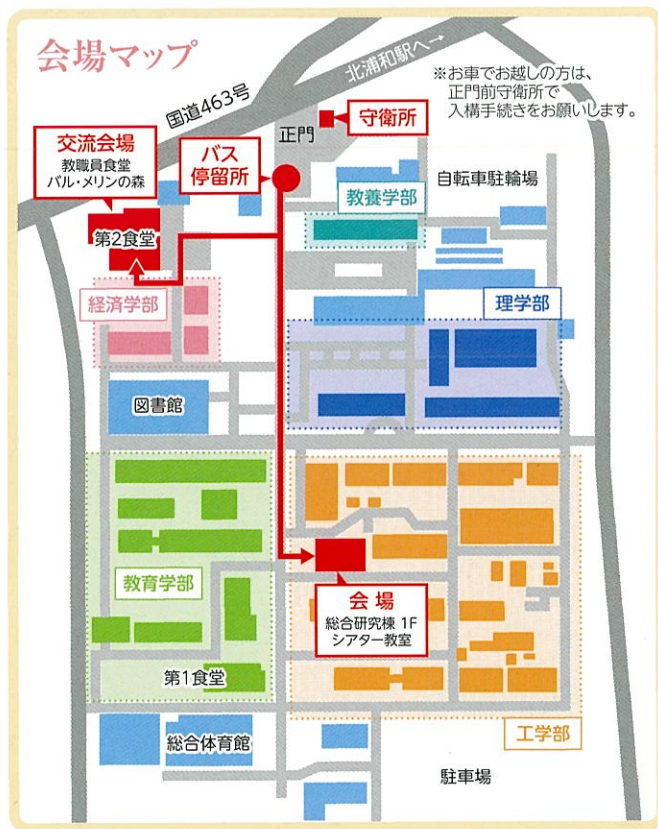 会場マップ
北浦和駅へ→
※お車でお越しの方は、
正門前守衛所で
入構手続きをお願いします。
国道463号
守衛所
正門
交流会場
教職員食堂
バル・メリンの森
バス
停留所
自転車駐輪場
教養学部
第2食堂
経済学部
理学部
図書館
教育学部
会 場
総合研究棟 1F
シアター教室
第1食堂
工学部
総合体育館
駐車場